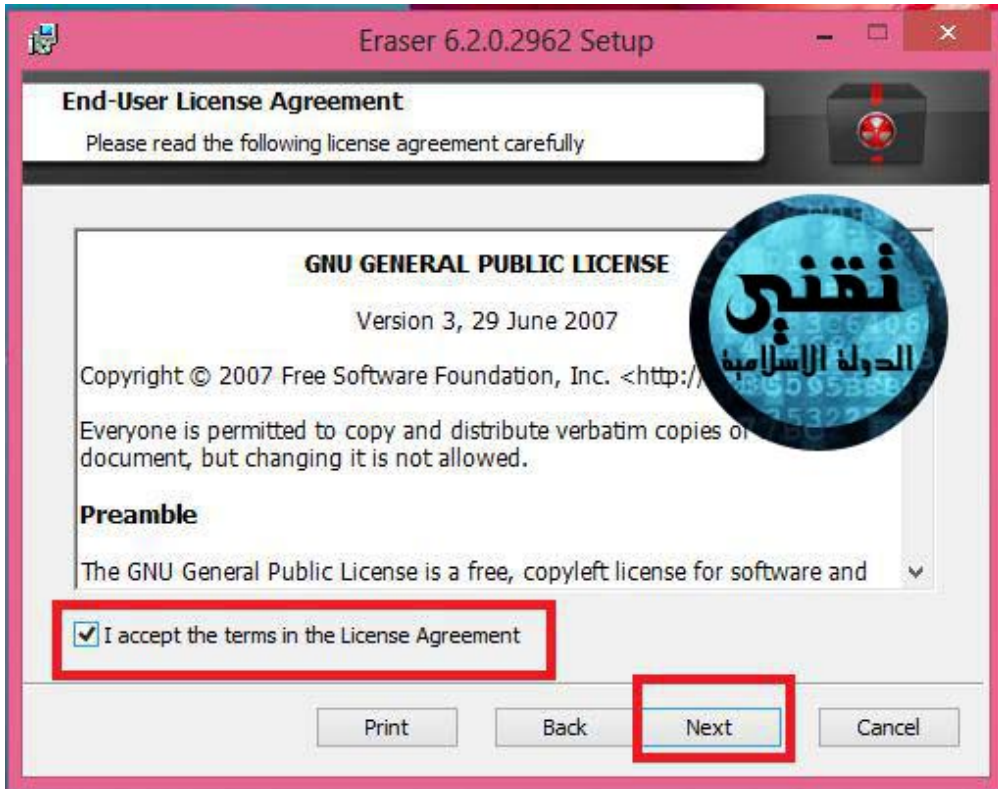 Eraser 6.2.0.2962 Setup
End-User License Agreement
Please read the following license agreement carefully
GNU GENERAL PUBLIC LICENSE
Version 3, 29 June 2007
تقني
الدولة الاسلامية
Copyright © 2007 Free Software Foundation, Inc. <http://
Everyone is permitted to copy and distribute verbatim copies of
document, but changing it is not allowed.
Preamble
The GNU General Public License is a free, copyleft license for software and
I accept the terms in the License Agreement
Print Back Next Cancel